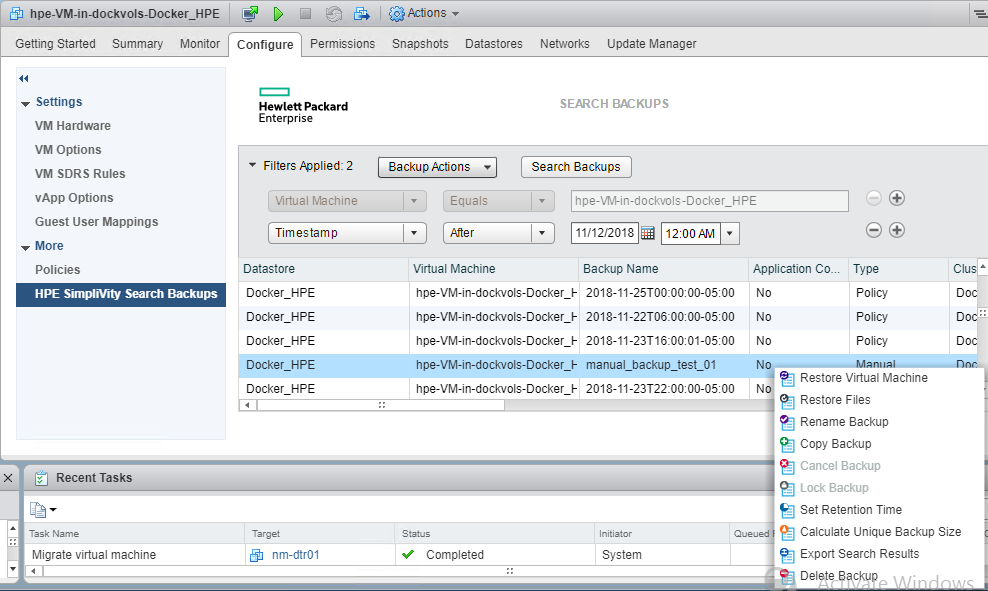 hpe-VM-in-dockvols-Docker_HPE Actions
Getting Started Summary Monitor Configure Permissions Snapshots Datastores Networks Update Manager
Settings
VM Hardware
VM Options
VM SDRS Rules
vApp Options
Guest User Mappings
More
Policies
HPE SimpliVity Search Backups
Hewlett Packard
Enterprise
SEARCH BACKUPS
Filters Applied: 2 Backup Actions Search Backups
Virtual Machine Equals hpe-VM-in-dockvols-Docker_HPE
Timestamp After 11/12/2018 12:00 AM
Datastore Virtual Machine Backup Name Application Co... Type Clus
Docker_HPE hpe-VM-in-dockvols-Docker_H 2018-11-25T00:00:00-05:00 No Policy Doc
Docker_HPE hpe-VM-in-dockvols-Docker_H 2018-11-22T06:00:00-05:00 No Policy Doc
Docker_HPE hpe-VM-in-dockvols-Docker_H 2018-11-23T16:00:01-05:00 No Policy Doc
Docker_HPE hpe-VM-in-dockvols-Docker_H manual_backup_test_01 No Manual Doc
Docker_HPE hpe-VM-in-dockvols-Docker_H 2018-11-23T22:00:00-05:00 No
Restore Virtual Machine
Restore Files
Rename Backup
Copy Backup
Cancel Backup
Lock Backup
Set Retention Time
Calculate Unique Backup Size
Export Search Results
Delete Backup
Recent Tasks
Task Name Target Status Initiator Queued
Migrate virtual machine nm-dtr01 Completed System
Activate Windows